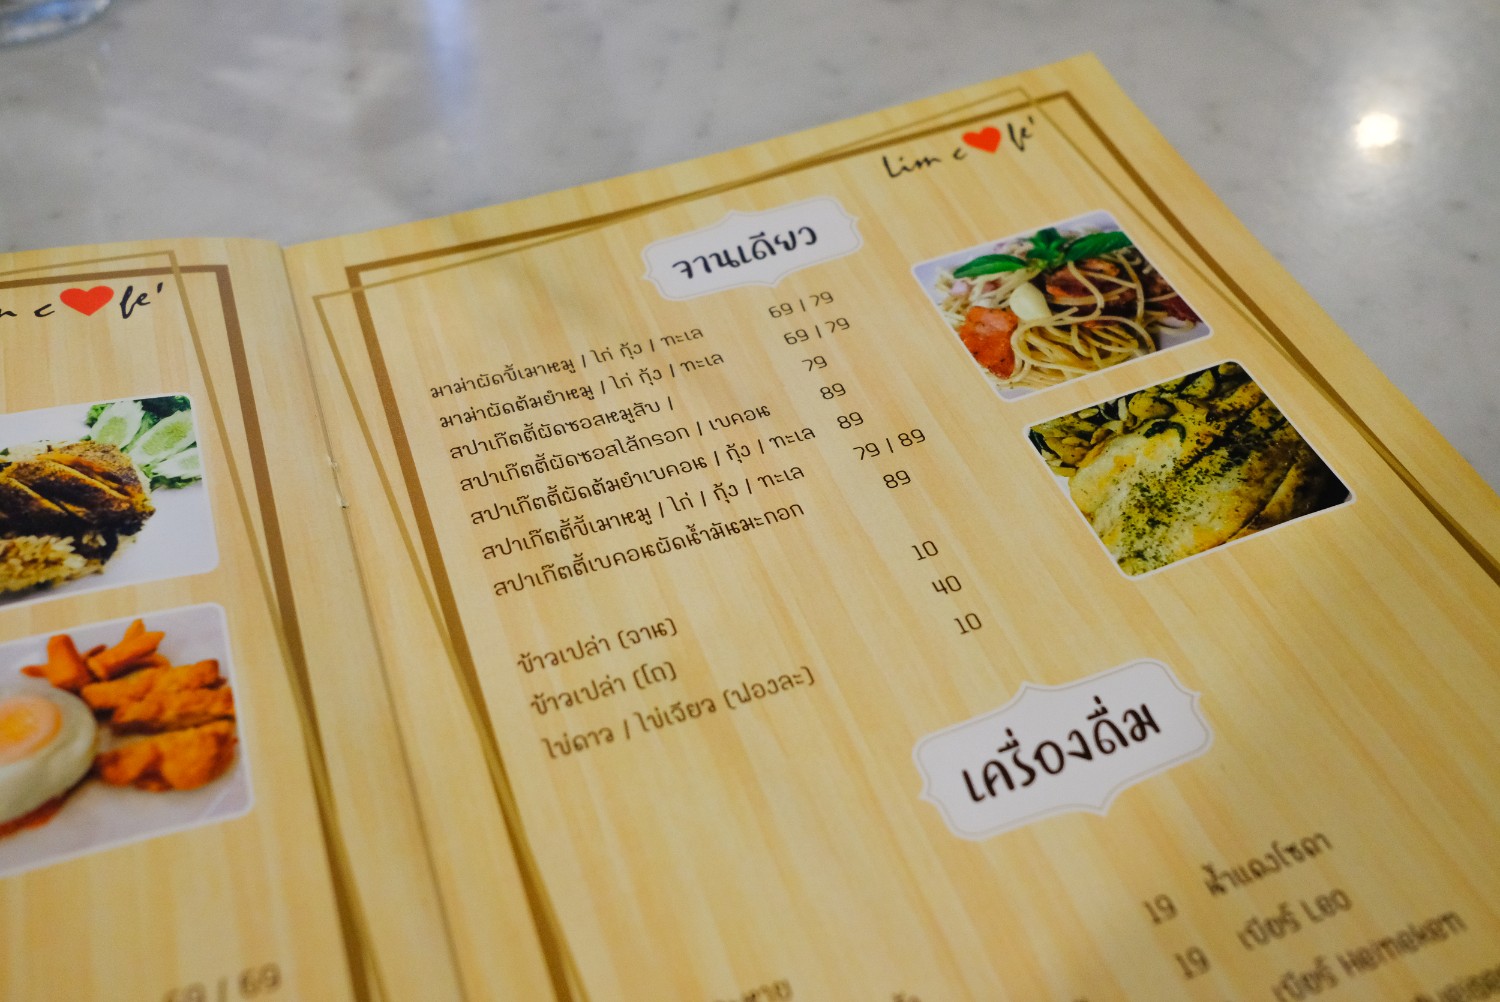 Lim c❤fe'
จานเดียว
มาม่าผัดขี้เมาหมู / ไก่ กุ้ง / ทะเล 69 / 79
มาม่าผัดต้มยำหมู / ไก่ กุ้ง / ทะเล 69 / 79
สปาเก๊ตตี้ผัดซอสหมูสับ / 79
สปาเก๊ตตี้ผัดซอสไส้กรอก / เบคอน 89
สปาเก๊ตตี้ผัดต้มยำเบคอน / กุ้ง / ทะเล 89
สปาเก๊ตตี้ขี้เมาหมู / ไก่ / กุ้ง / ทะเล 79 / 89
สปาเก๊ตตี้เบคอนผัดน้ำมันมะกอก 89
ข้าวเปล่า (จาน) 10
ข้าวเปล่า (โถ) 40
ไข่ดาว / ไข่เจียว (ฟองละ) 10
เครื่องดื่ม
19 น้ำแดงโซดา
19 เบียร์ Leo
เบียร์ Heineken
c❤fe'
/ 69